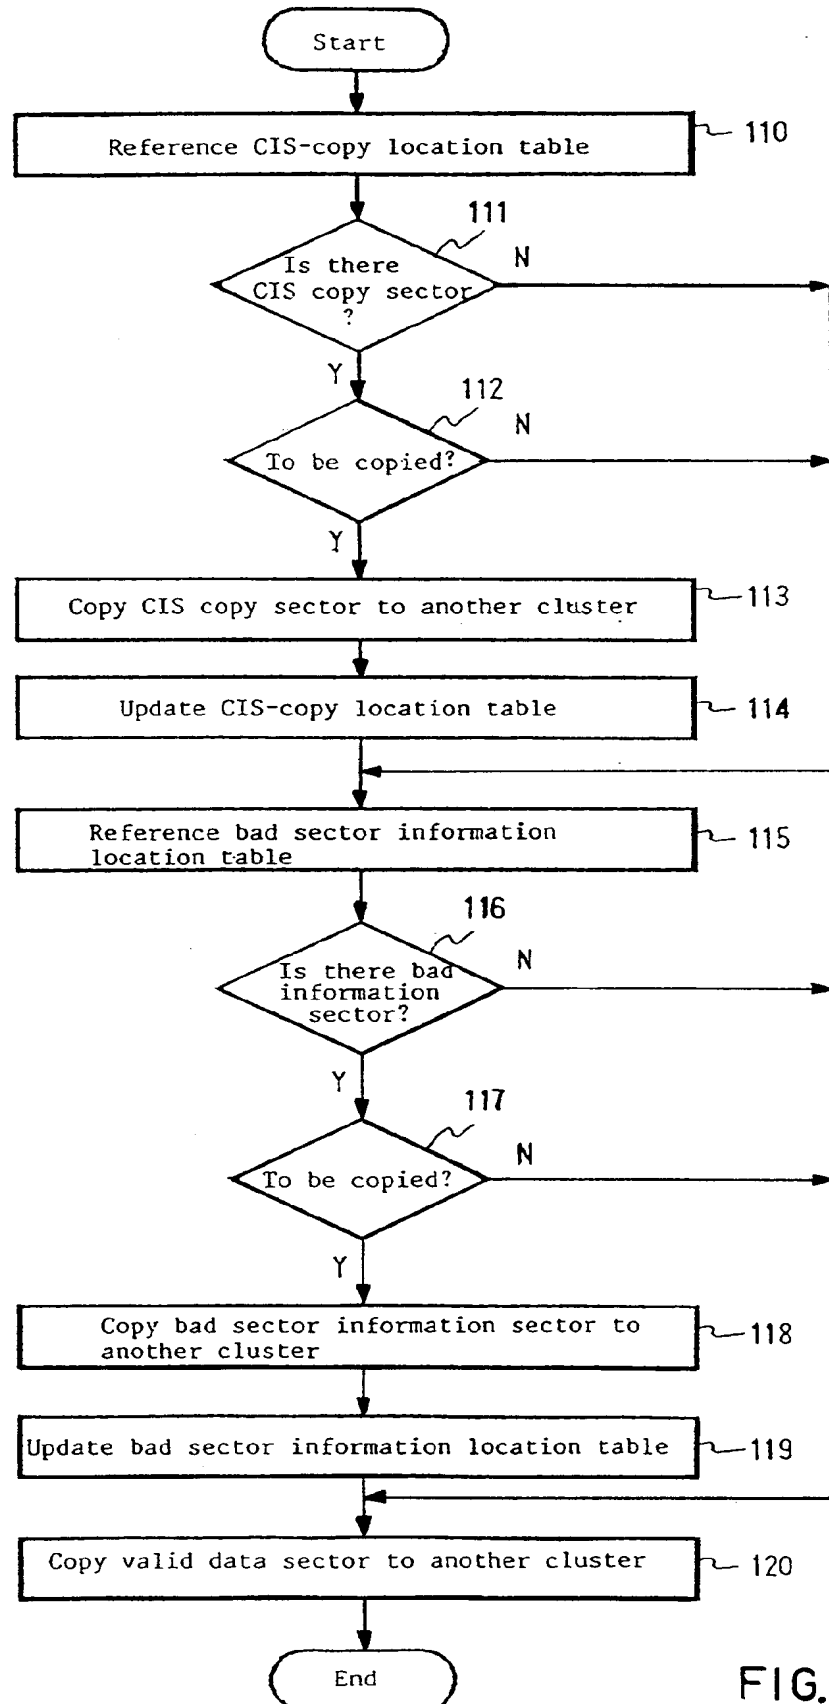 Start
Reference CIS-copy location table
110
111
Is there
CIS copy sector
?
N
Y
112
To be copied?
N
Y
Copy CIS copy sector to another cluster
113
Update CIS-copy location table
114
Reference bad sector information
location table
115
116
Is there bad
information
sector?
N
Y
117
To be copied?
N
Y
Copy bad sector information sector to
another cluster
118
Update bad sector information location table
119
Copy valid data sector to another cluster
120
End
FIG.